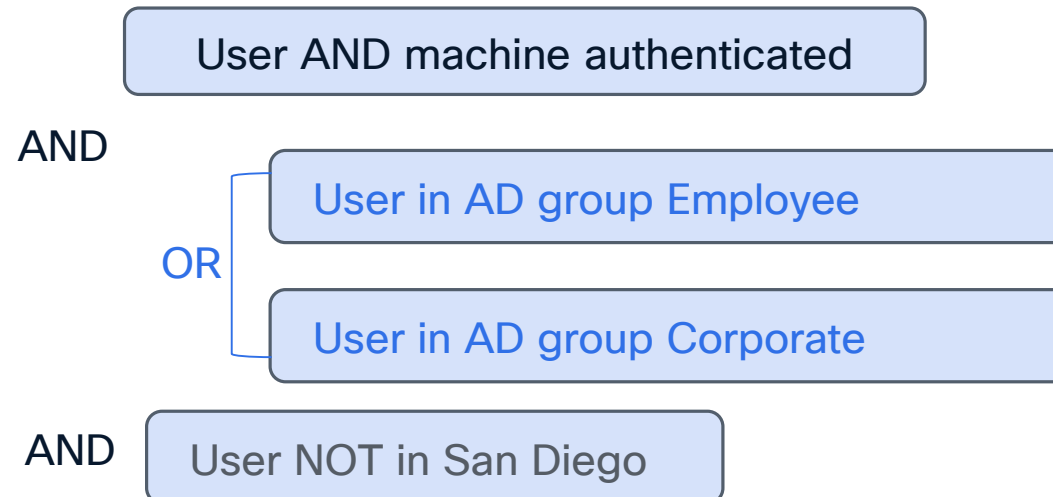 User AND machine authenticated
AND
User in AD group Employee
OR
User in AD group Corporate
AND
User NOT in San Diego